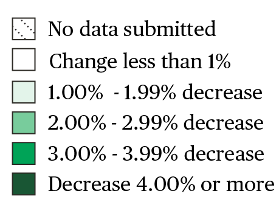 No data submitted
Change less than 1%
1.00% - 1.99% decrease
2.00% - 2.99% decrease
3.00% - 3.99% decrease
Decrease 4.00% or more